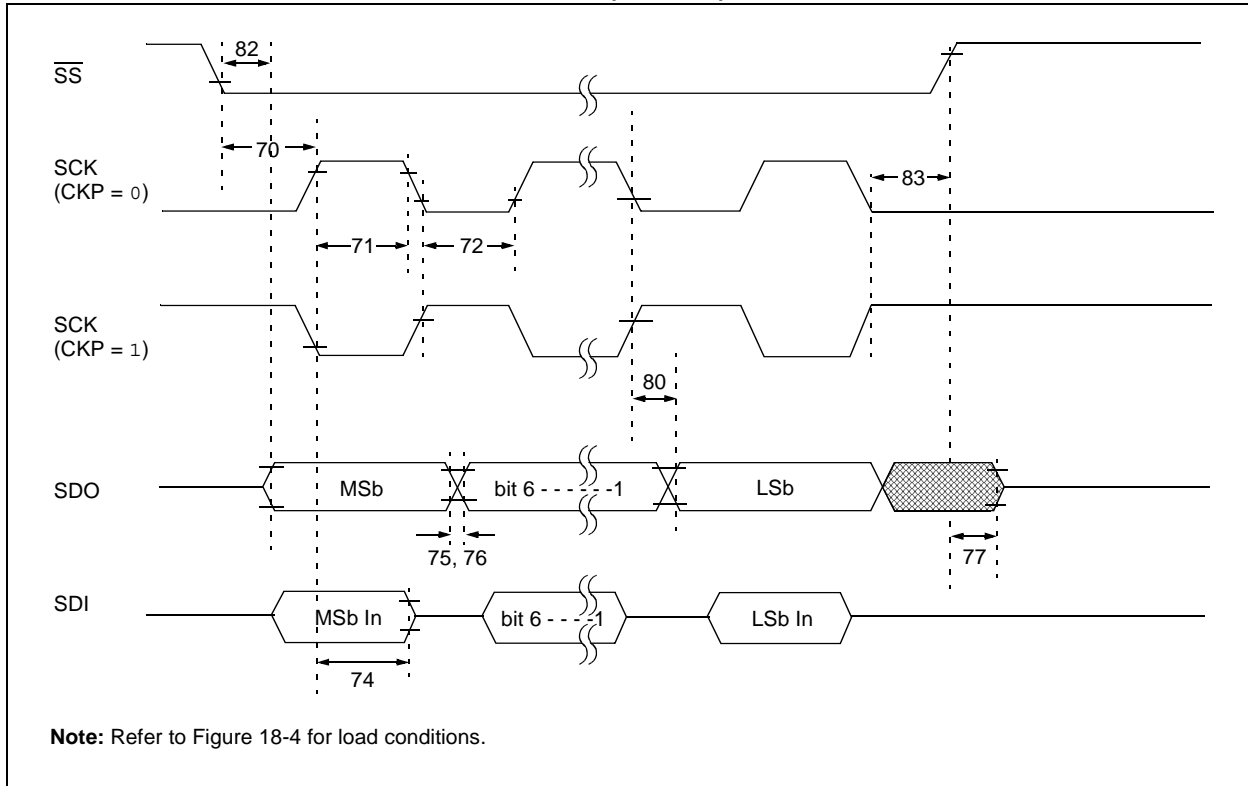 82
SS
70
SCK
(CKP = 0)
83
71
72
SCK
(CKP = 1)
80
SDO
MSb
bit 6 - - - - - -1
LSb
75, 76
77
SDI
MSb In
bit 6 - - - -1
LSb In
74
Note: Refer to Figure 18-4 for load conditions.